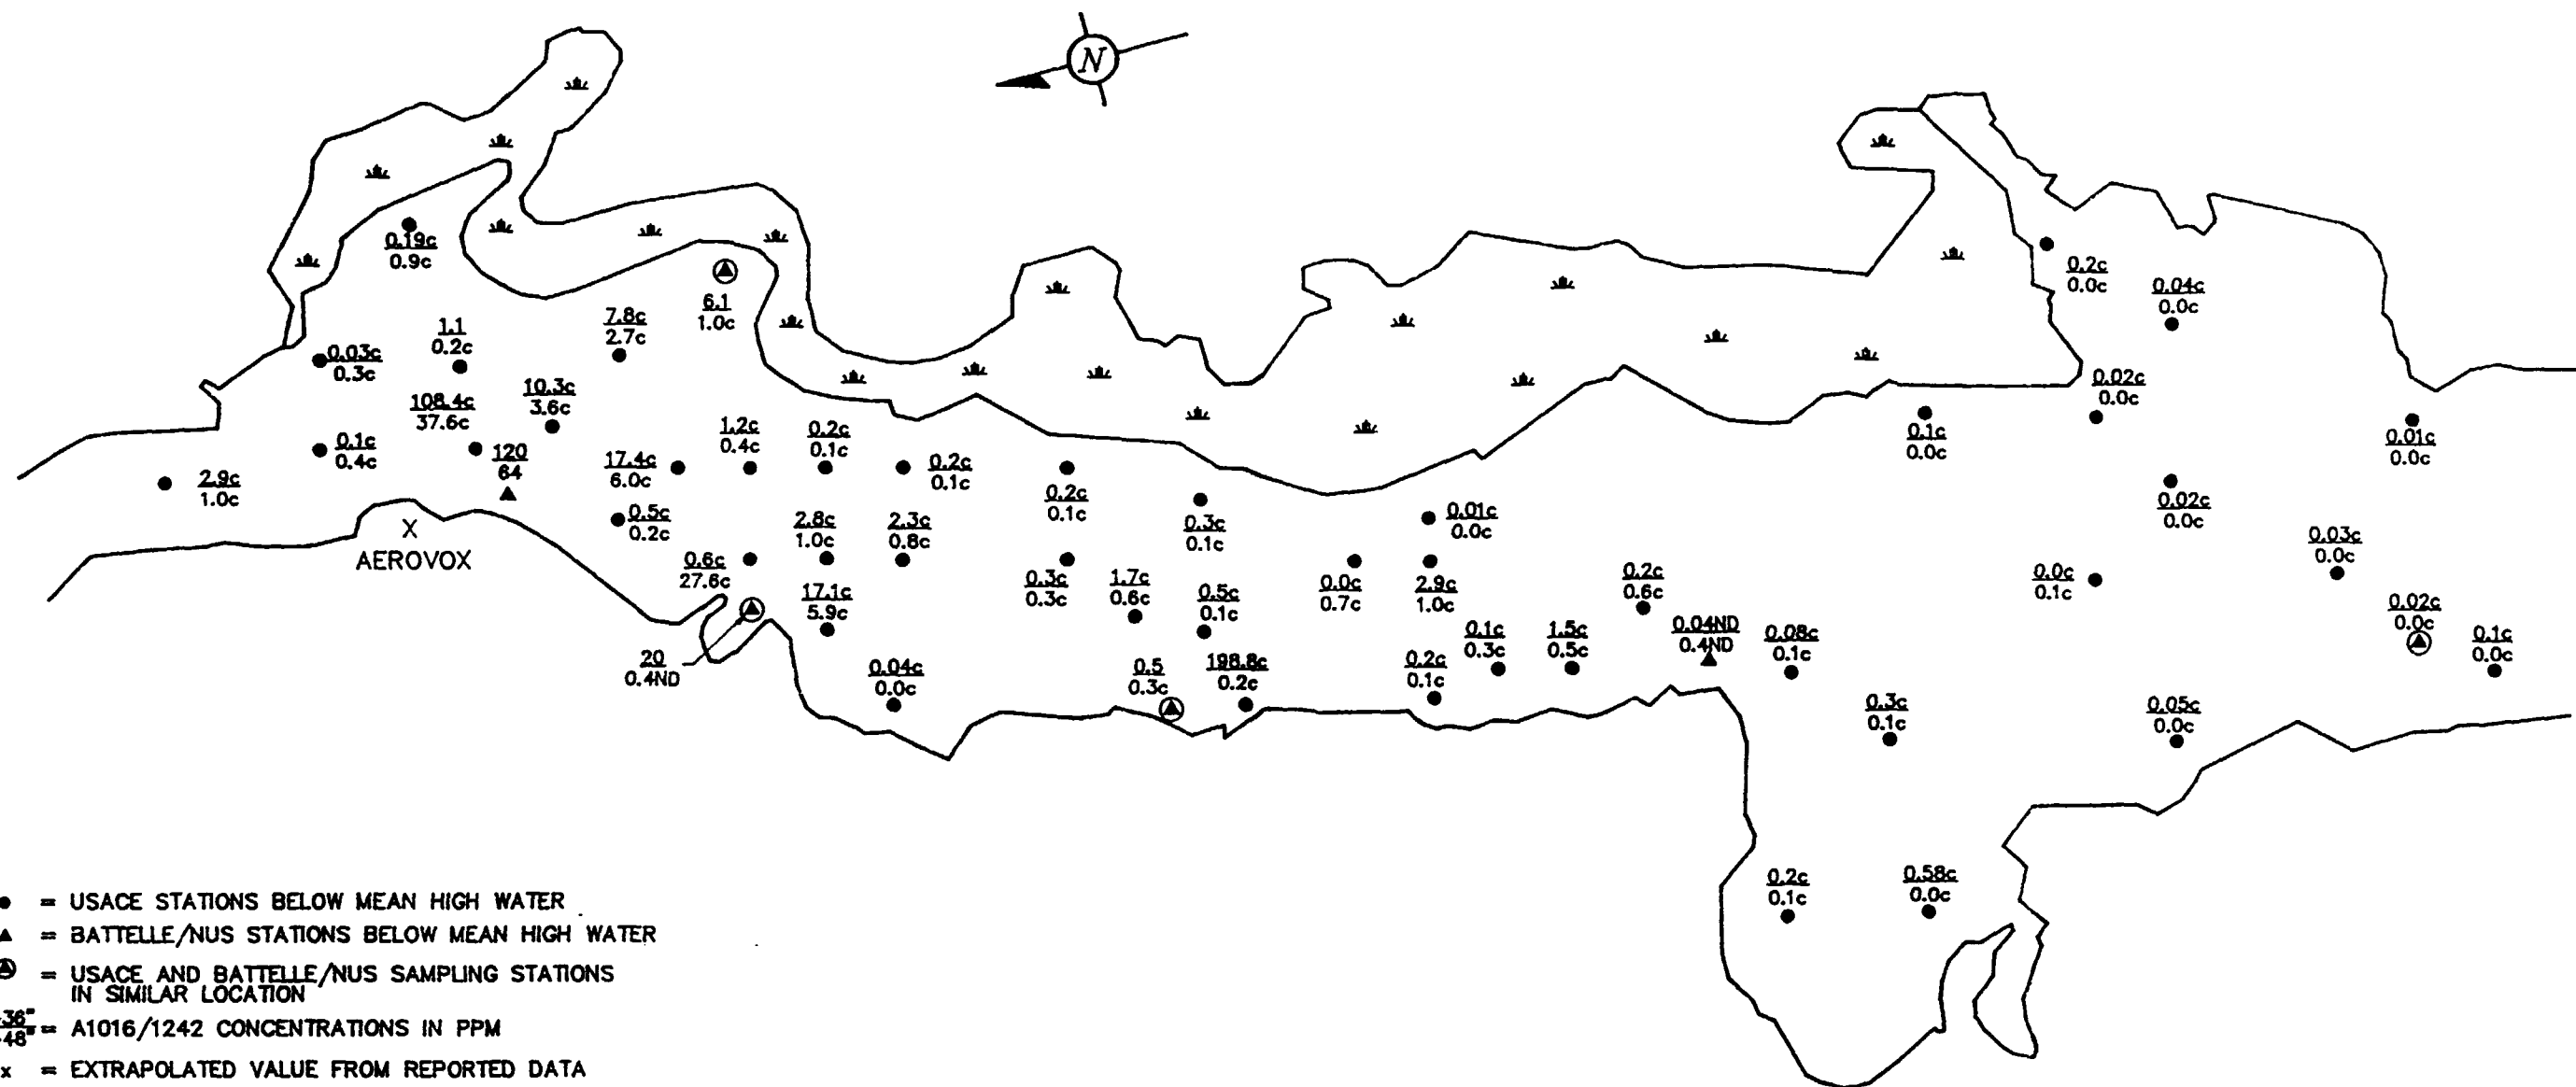 N
0.19c
0.9c
6.1
1.0c
7.8c
2.7c
1.1
0.2c
0.03c
0.3c
10.3c
3.6c
108.4c
37.6c
120
64
0.1c
0.4c
2.9c
1.0c
X
AEROVOX
17.4c
6.0c
0.5c
0.2c
1.2c
0.4c
0.2c
0.1c
0.2c
0.1c
0.6c
27.6c
2.8c
1.0c
2.3c
0.8c
17.1c
5.9c
20
0.4ND
0.04c
0.0c
0.2c
0.1c
0.3c
0.3c
1.7c
0.6c
0.3c
0.1c
0.5c
0.1c
0.5
0.3c
198.8c
0.2c
0.0c
0.7c
0.01c
0.0c
2.9c
1.0c
0.2c
0.1c
0.1c
0.3c
1.5c
0.5c
0.2c
0.6c
0.04ND
0.4ND
0.08c
0.1c
0.3c
0.1c
0.2c
0.1c
0.58c
0.0c
0.2c
0.0c
0.04c
0.0c
0.02c
0.0c
0.1c
0.0c
0.01c
0.0c
0.02c
0.0c
0.03c
0.0c
0.0c
0.1c
0.02c
0.0c
0.1c
0.0c
0.05c
0.0c
= USACE STATIONS BELOW MEAN HIGH WATER
= BATTELLE/NUS STATIONS BELOW MEAN HIGH WATER
= USACE AND BATTELLE/NUS SAMPLING STATIONS
IN SIMILAR LOCATION
-36"
-48" = A1016/1242 CONCENTRATIONS IN PPM
x = EXTRAPOLATED VALUE FROM REPORTED DATA